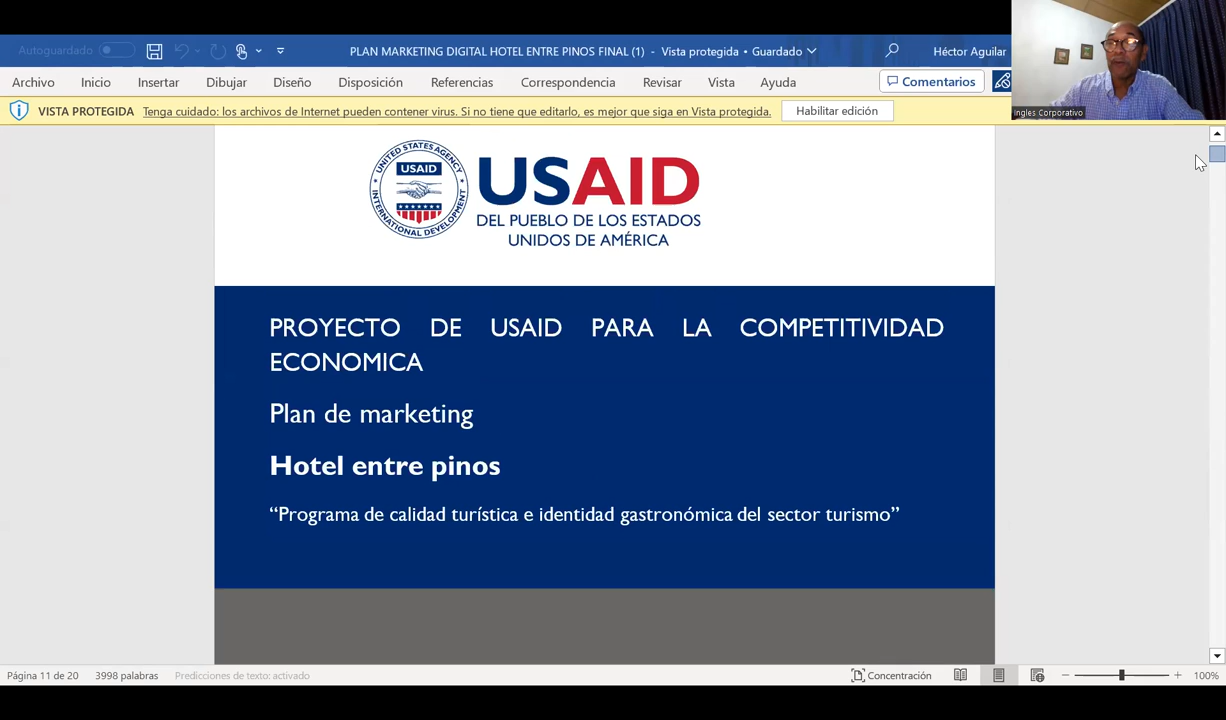 Autoguardado
PLAN MARKETING DIGITAL HOTEL ENTRE PINOS FINAL (1) - Vista protegida • Guardado
Héctor Aguilar
Archivo Inicio Insertar Dibujar Diseño Disposición Referencias Correspondencia Revisar Vista Ayuda Comentarios
ingles Corporativo
VISTA PROTEGIDA Tenga cuidado: los archivos de Internet pueden contener virus. Si no tiene que editarlo, es mejor que siga en Vista protegida. Habilitar edición
UNITED STATES AGENCY
USAID
INTERNATIONAL DEVELOPMENT
USAID
DEL PUEBLO DE LOS ESTADOS
UNIDOS DE AMÉRICA
PROYECTO DE USAID PARA LA COMPETITIVIDAD
ECONOMICA
Plan de marketing
Hotel entre pinos
“Programa de calidad turística e identidad gastronómica del sector turismo”
Página 11 de 20 3998 palabras Predicciones de texto: activado Concentración 100%